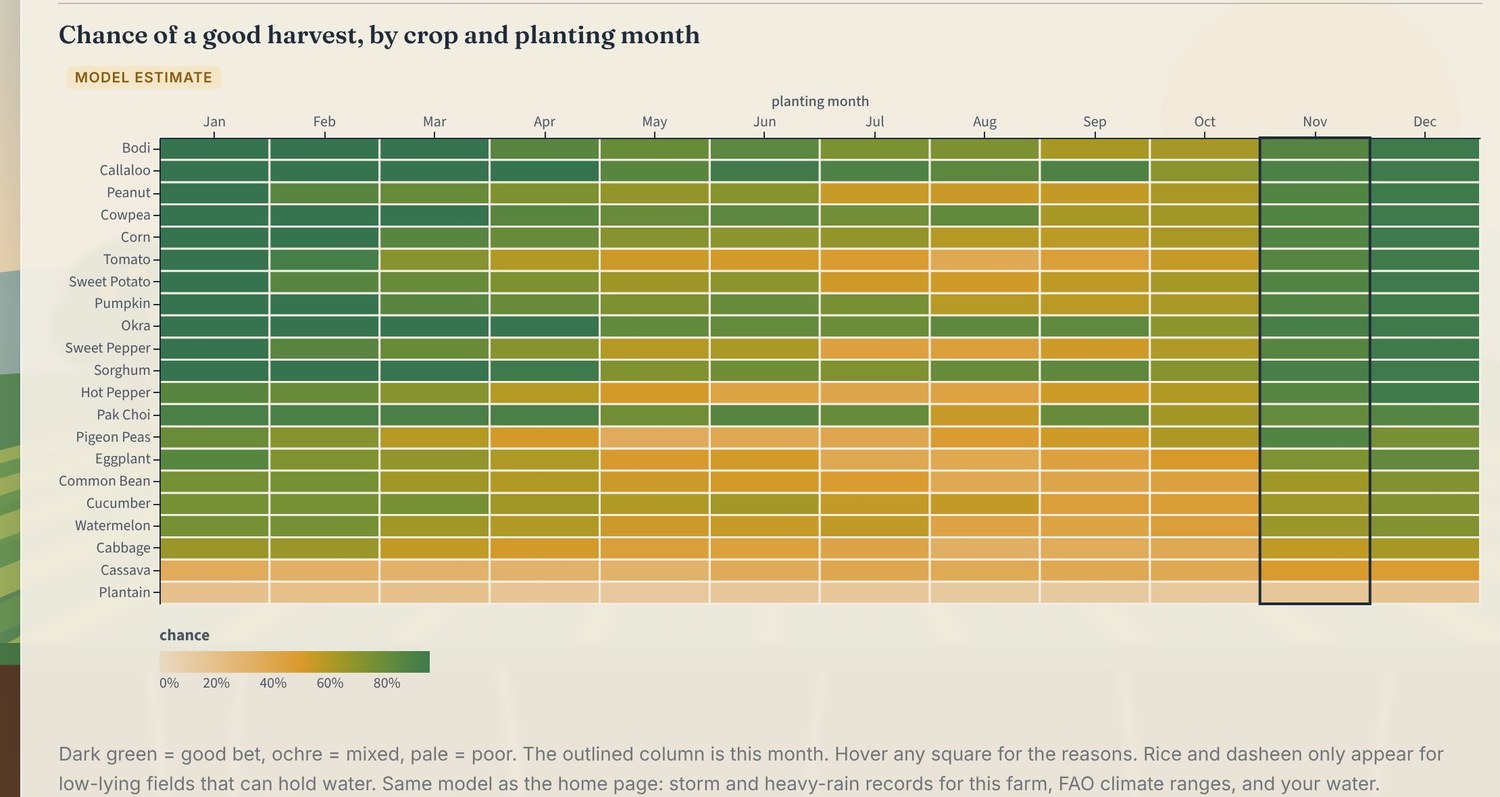 Chance of a good harvest, by crop and planting month
MODEL ESTIMATE
planting month
Jan Feb Mar Apr May Jun Jul Aug Sep Oct Nov Dec
Bodi
Callaloo
Peanut
Cowpea
Corn
Tomato
Sweet Potato
Pumpkin
Okra
Sweet Pepper
Sorghum
Hot Pepper
Pak Choi
Pigeon Peas
Eggplant
Common Bean
Cucumber
Watermelon
Cabbage
Cassava
Plantain
chance
0% 20% 40% 60% 80%
Dark green = good bet, ochre = mixed, pale = poor. The outlined column is this month. Hover any square for the reasons. Rice and dasheen only appear for
low-lying fields that can hold water. Same model as the home page: storm and heavy-rain records for this farm, FAO climate ranges, and your water.